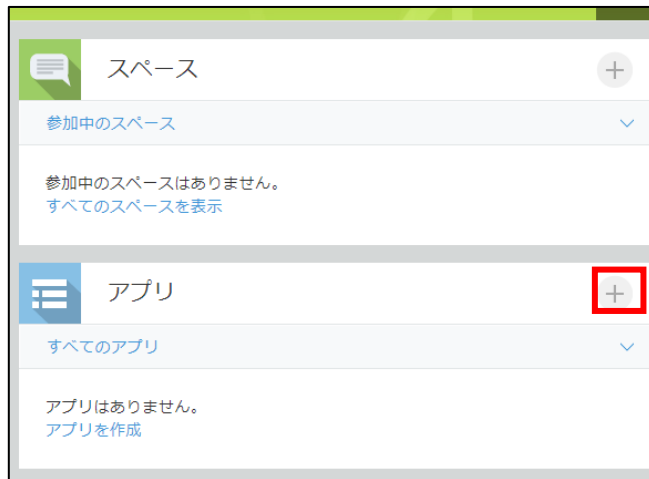 スペース
参加中のスペース
参加中のスペースはありません。
すべてのスペースを表示
アプリ
すべてのアプリ
アプリはありません。
アプリを作成